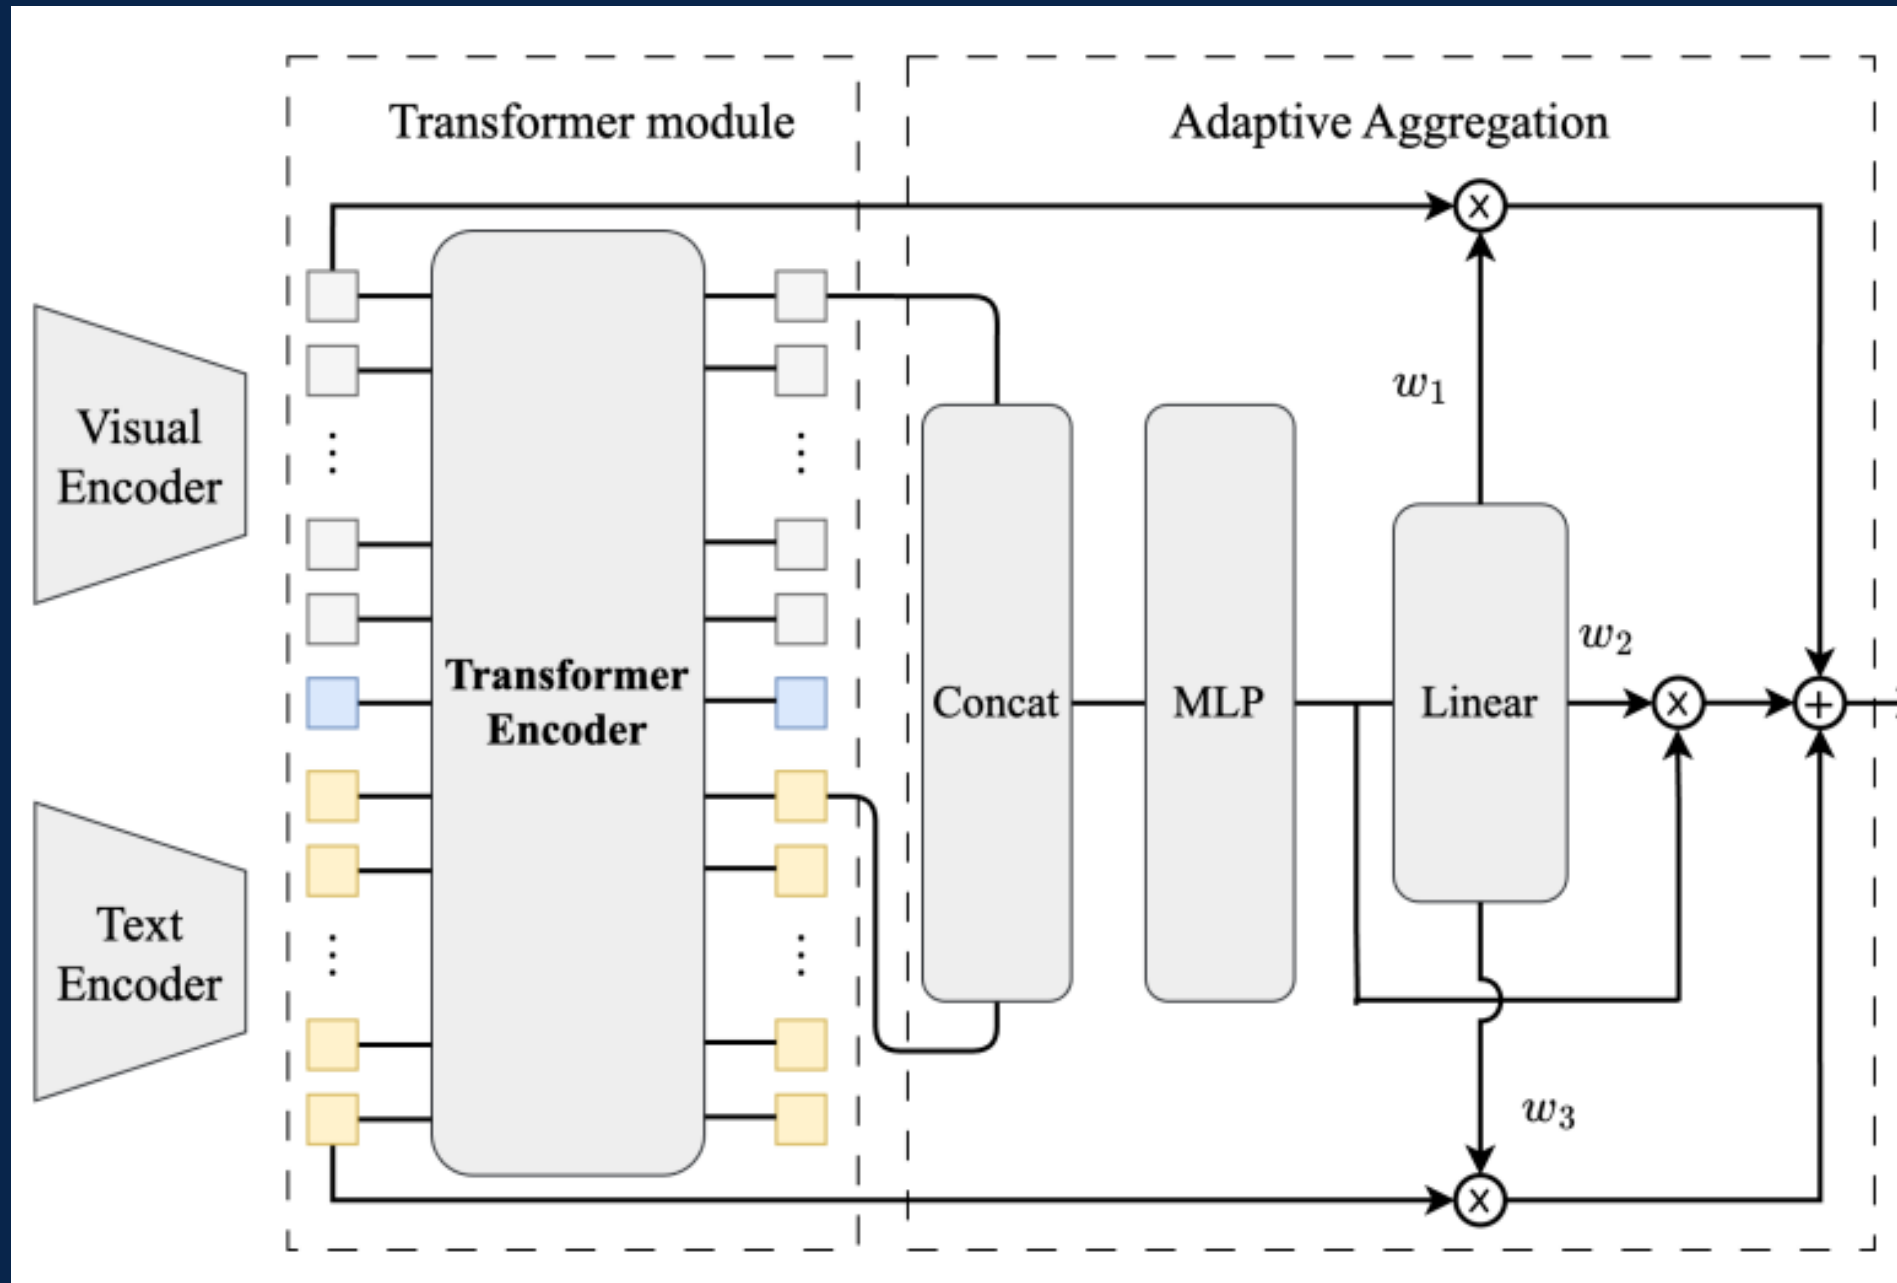 Transformer module
Adaptive Aggregation
Visual
Encoder
Text
Encoder
Transformer
Encoder
Concat
MLP
Linear
w₁
w₂
w₃